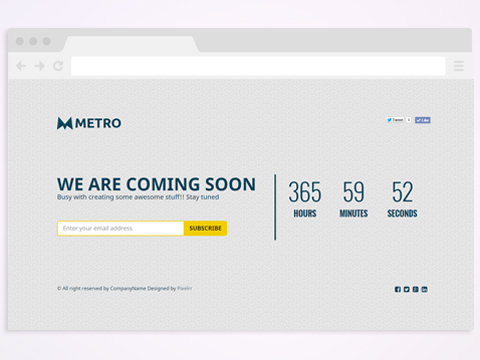 METRO
Tweet
Like
WE ARE COMING SOON
Busy with creating some awesome stuff!! Stay tuned
365 59 52
HOURS MINUTES SECONDS
Enter your email address
SUBSCRIBE
© All right reserved by CompanyName Designed by Pixelrr